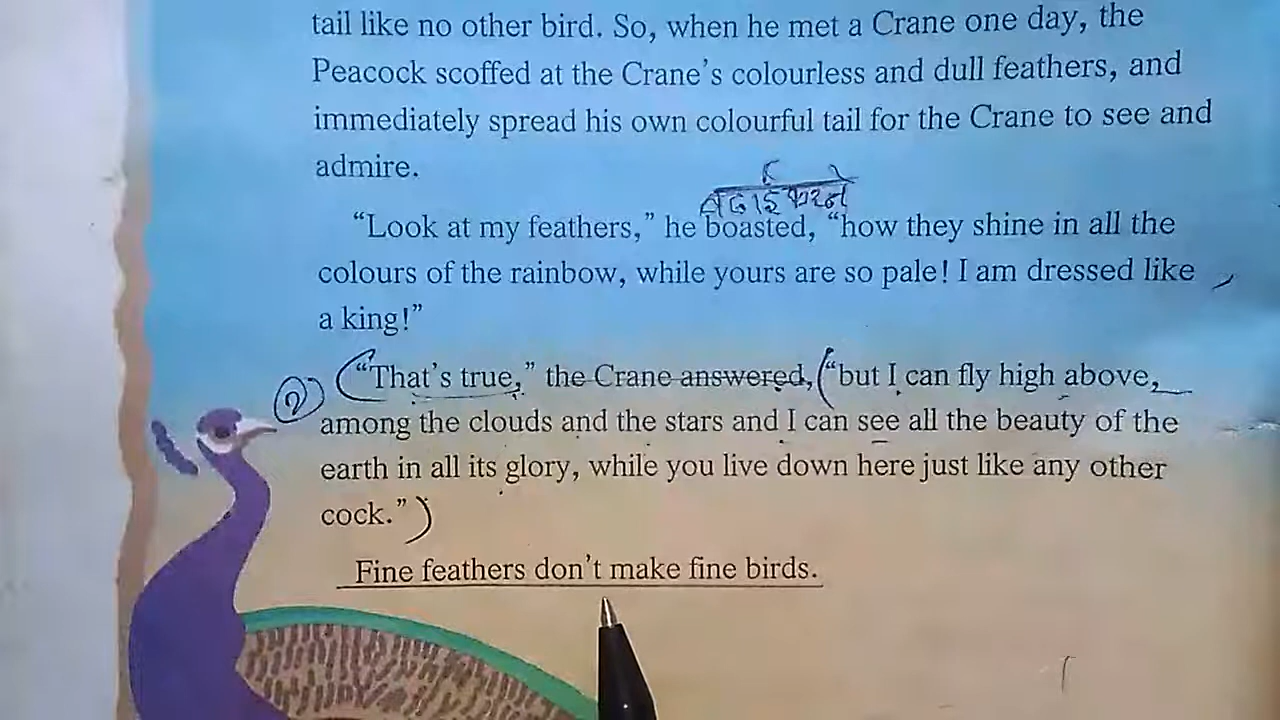 tail like no other bird. So, when he met a Crane one day, the
Peacock scoffed at the Crane's colourless and dull feathers, and
immediately spread his own colourful tail for the Crane to see and
admire.
"Look at my feathers," he boasted, "how they shine in all the
colours of the rainbow, while yours are so pale! I am dressed like
a king!"
"That's true," the Crane answered, "but I can fly high above,
among the clouds and the stars and I can see all the beauty of the
earth in all its glory, while you live down here just like any other
cock."
Fine feathers don't make fine birds.